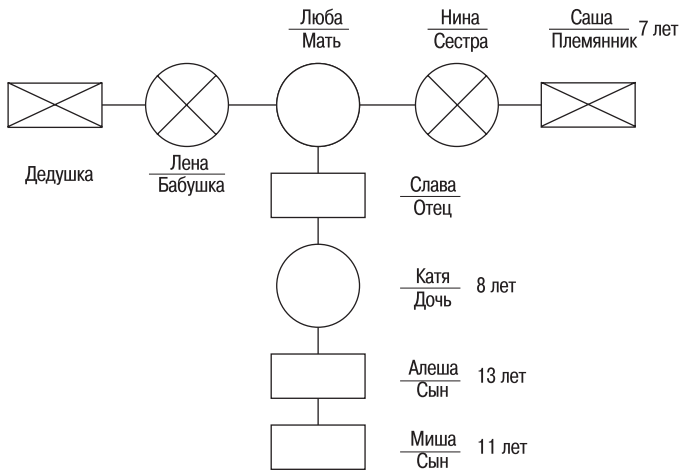 Люба
Мать
Нина
Сестра
Саша
Племянник
7 лет
Дедушка
Лена
Бабушка
Слава
Отец
Катя
Дочь
8 лет
Алеша
Сын
13 лет
Миша
Сын
11 лет